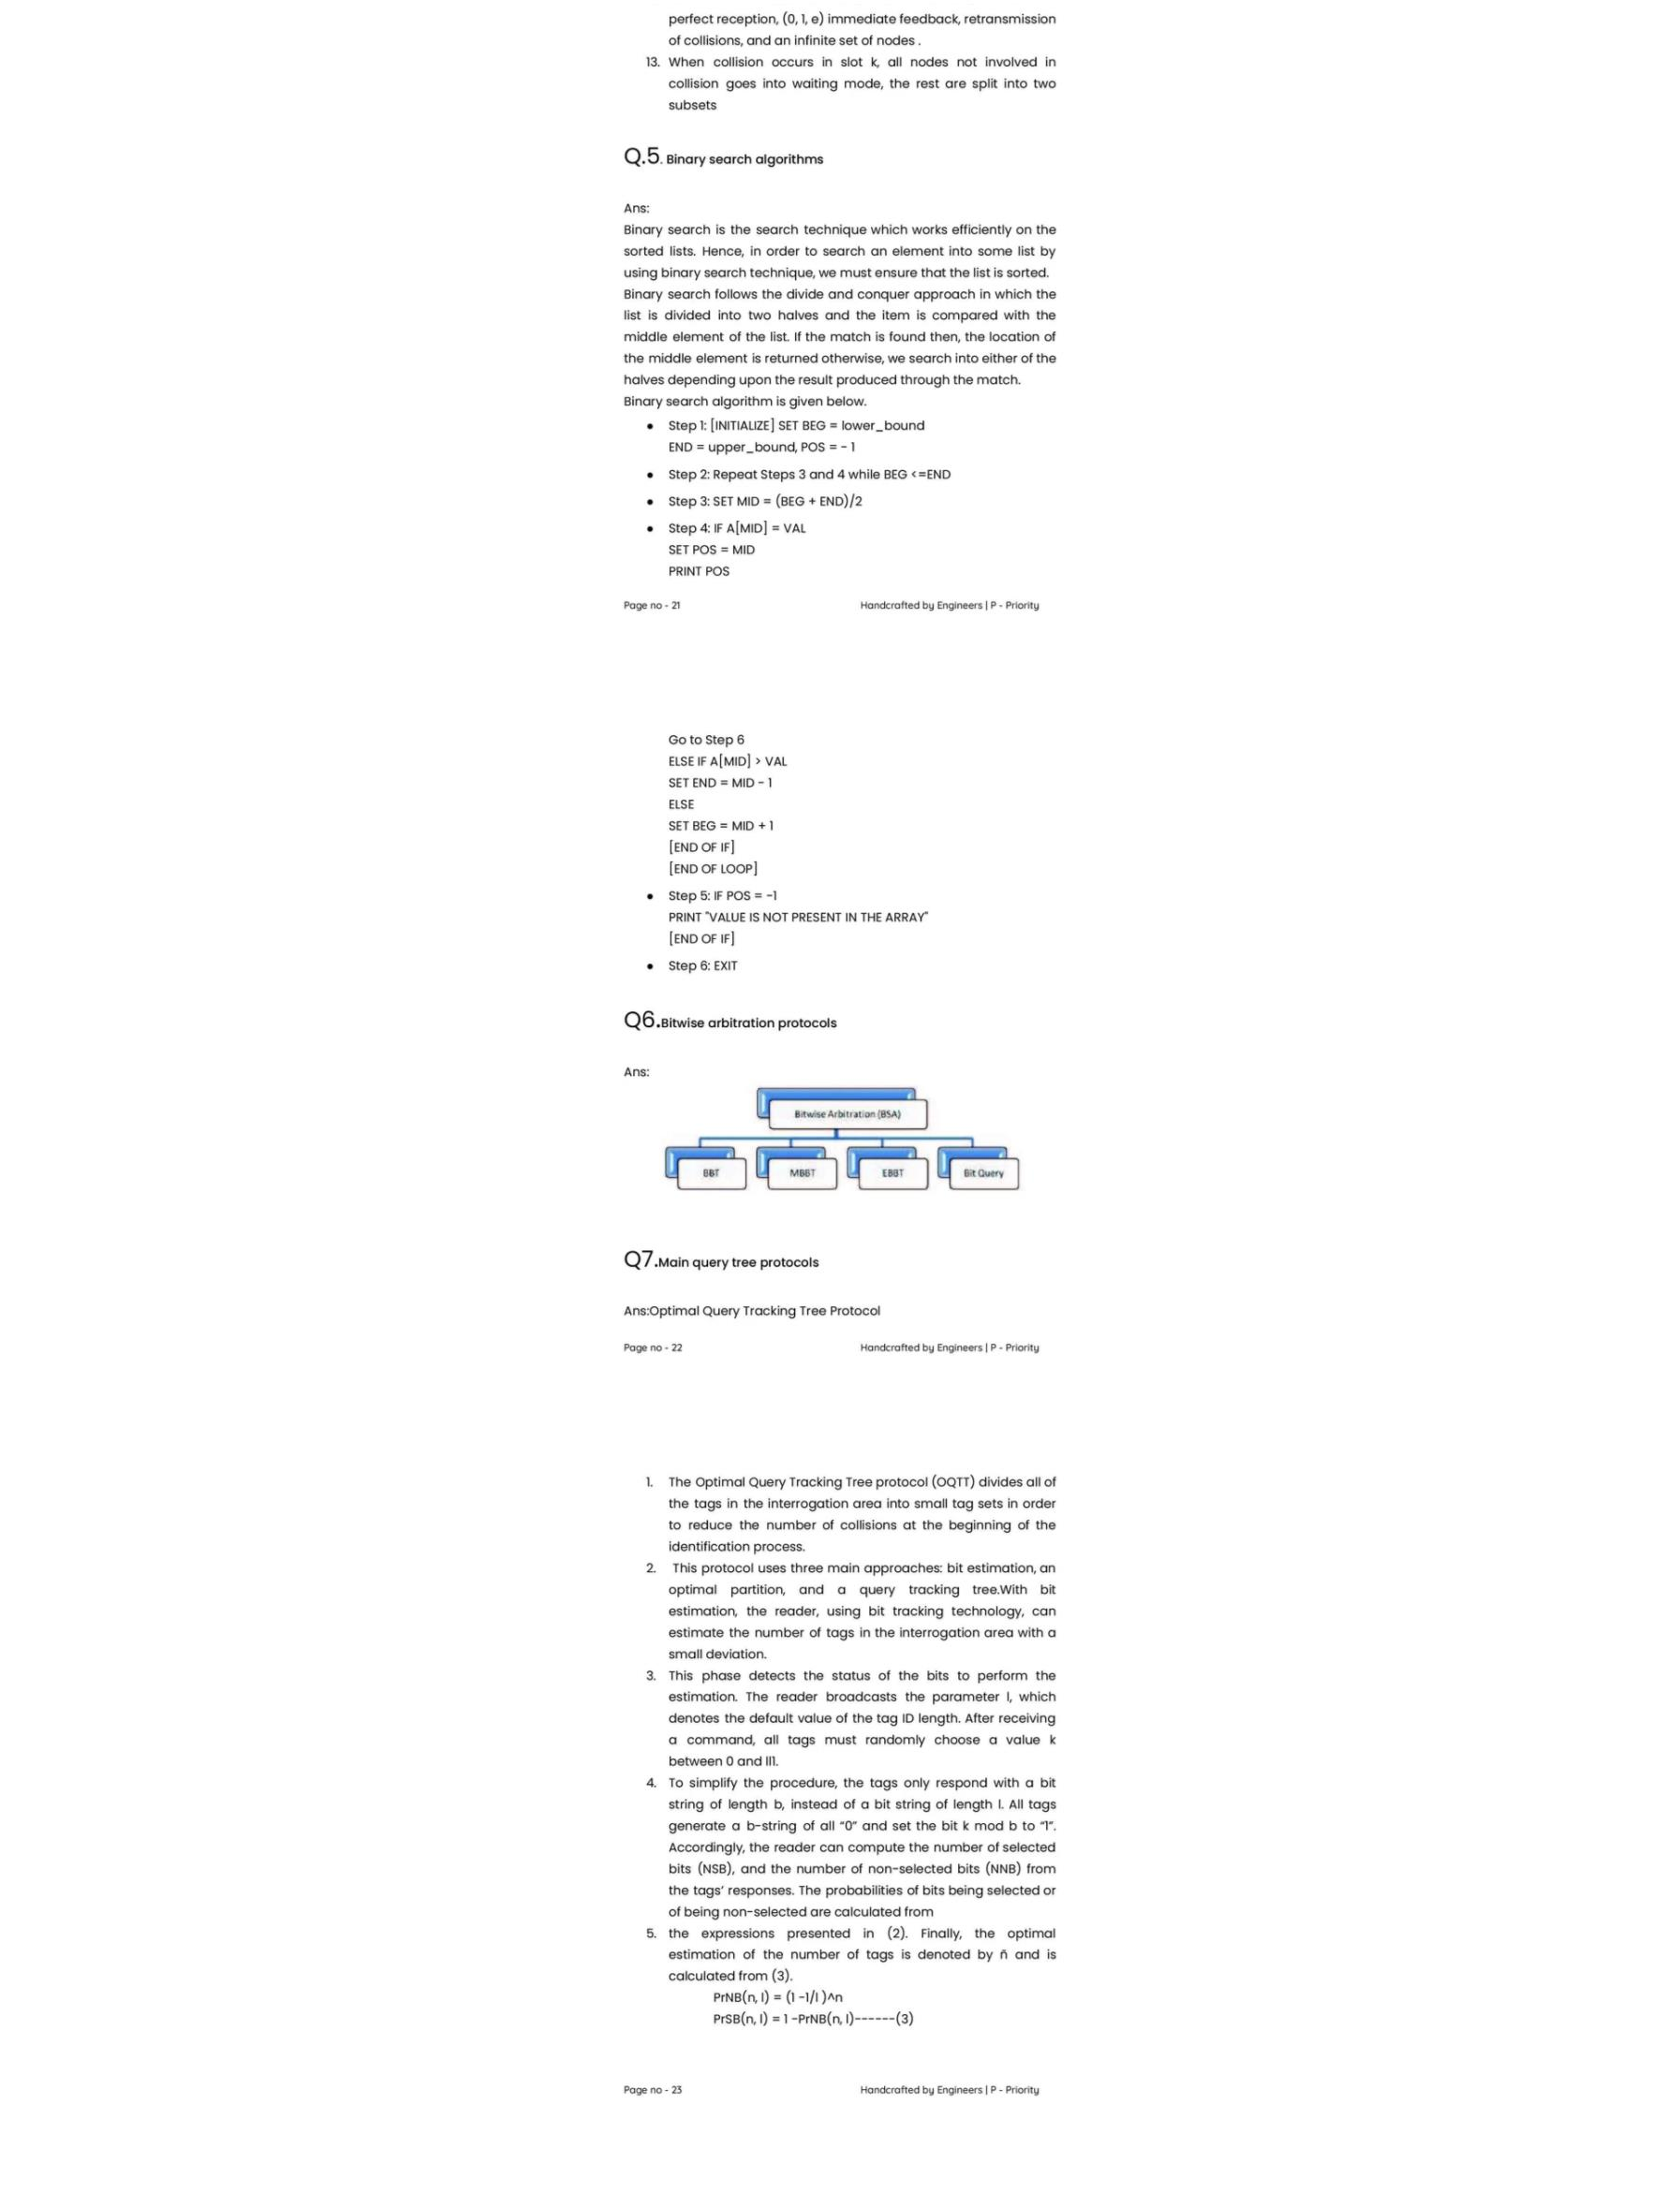 perfect reception, (0, 1, e) immediate feedback, retransmission
of collisions, and an infinite set of nodes .
13. When collision occurs in slot k, all nodes not involved in
collision goes into waiting mode, the rest are split into two
subsets
Q.5. Binary search algorithms
Ans:
Binary search is the search technique which works efficiently on the
sorted lists. Hence, in order to search an element into some list by
using binary search technique, we must ensure that the list is sorted.
Binary search follows the divide and conquer approach in which the
list is divided into two halves and the item is compared with the
middle element of the list. If the match is found then, the location of
the middle element is returned otherwise, we search into either of the
halves depending upon the result produced through the match.
Binary search algorithm is given below.
• Step 1: [INITIALIZE] SET BEG = lower_bound
END = upper_bound, POS = - 1
• Step 2: Repeat Steps 3 and 4 while BEG <=END
• Step 3: SET MID = (BEG + END)/2
• Step 4: IF A[MID] = VAL
SET POS = MID
PRINT POS
Page no - 21 Handcrafted by Engineers | P - Priority
Go to Step 6
ELSE IF A[MID] > VAL
SET END = MID - 1
ELSE
SET BEG = MID + 1
[END OF IF]
[END OF LOOP]
• Step 5: IF POS = -1
PRINT "VALUE IS NOT PRESENT IN THE ARRAY"
[END OF IF]
• Step 6: EXIT
Q6.Bitwise arbitration protocols
Ans:
Bitwise Arbitration (BSA)
BBT MBBT EBBT Bit Query
Q7.Main query tree protocols
Ans:Optimal Query Tracking Tree Protocol
Page no - 22 Handcrafted by Engineers | P - Priority
1. The Optimal Query Tracking Tree protocol (OQTT) divides all of
the tags in the interrogation area into small tag sets in order
to reduce the number of collisions at the beginning of the
identification process.
2. This protocol uses three main approaches: bit estimation, an
optimal partition, and a query tracking tree.With bit
estimation, the reader, using bit tracking technology, can
estimate the number of tags in the interrogation area with a
small deviation.
3. This phase detects the status of the bits to perform the
estimation. The reader broadcasts the parameter l, which
denotes the default value of the tag ID length. After receiving
a command, all tags must randomly choose a value k
between 0 and ll1.
4. To simplify the procedure, the tags only respond with a bit
string of length b, instead of a bit string of length l. All tags
generate a b-string of all “0” and set the bit k mod b to “1”.
Accordingly, the reader can compute the number of selected
bits (NSB), and the number of non-selected bits (NNB) from
the tags’ responses. The probabilities of bits being selected or
of being non-selected are calculated from
5. the expressions presented in (2). Finally, the optimal
estimation of the number of tags is denoted by ñ and is
calculated from (3).
PrNB(n, l) = (1 -1/l )^n
PrSB(n, l) = 1 -PrNB(n, l)------(3)
Page no - 23 Handcrafted by Engineers | P - Priority